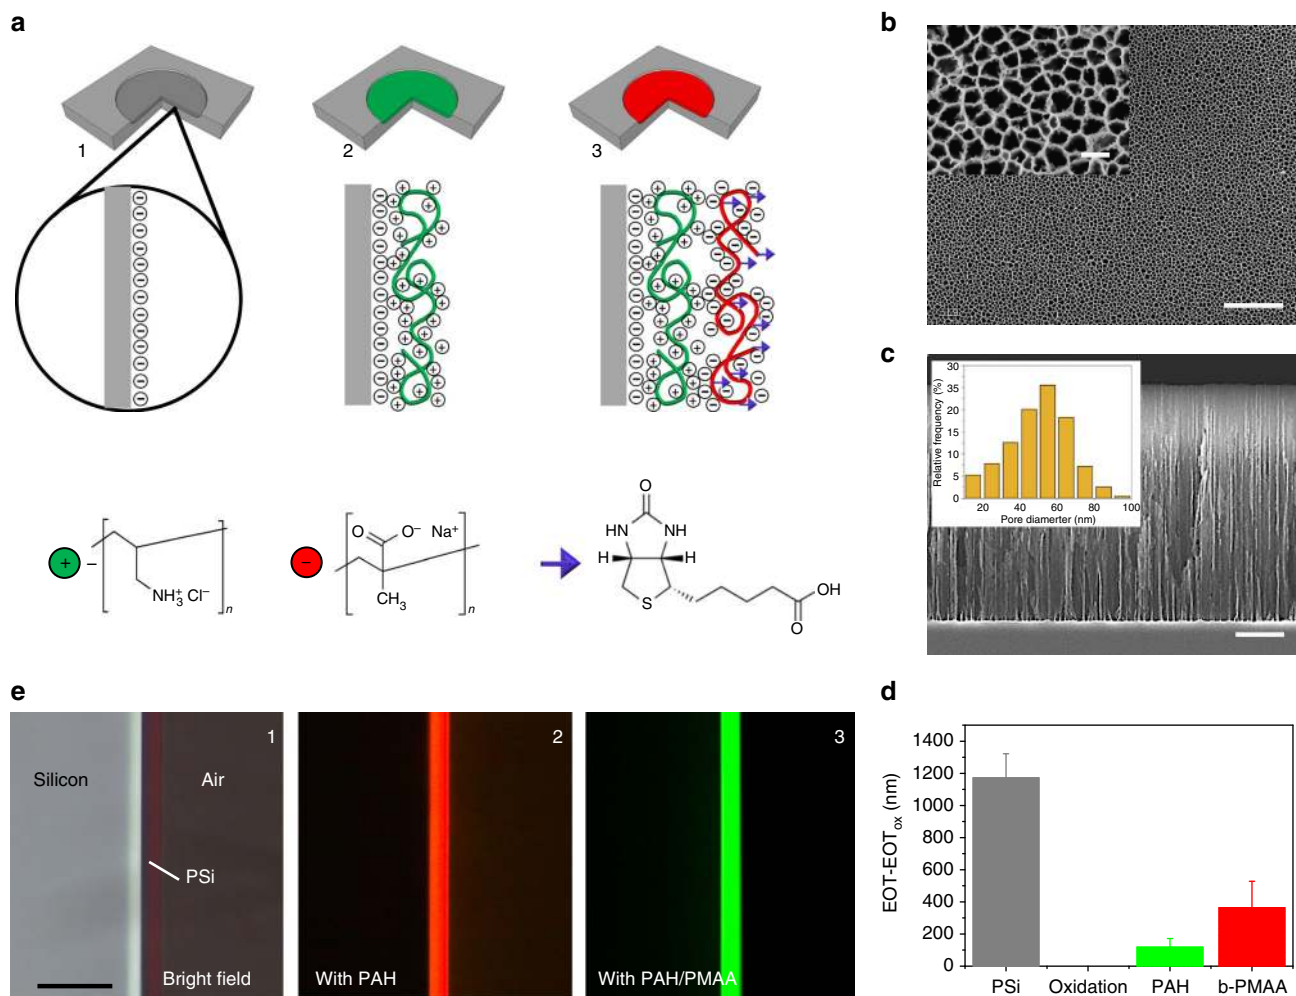 a
1
2
3
+
–
NH₃⁺ Cl⁻
n
–
O
O⁻ Na⁺
CH₃
n
O
HN
NH
H
H
S
OH
O
b
c
Relative frequency (%)
30
25
20
15
10
5
0
20
40
60
80
100
Pore diamerter (nm)
e
1
Silicon
Air
PSi
Bright field
2
With PAH
3
With PAH/PMAA
d
EOT-EOTox (nm)
1400
1200
1000
800
600
400
200
0
PSi
Oxidation
PAH
b-PMAA